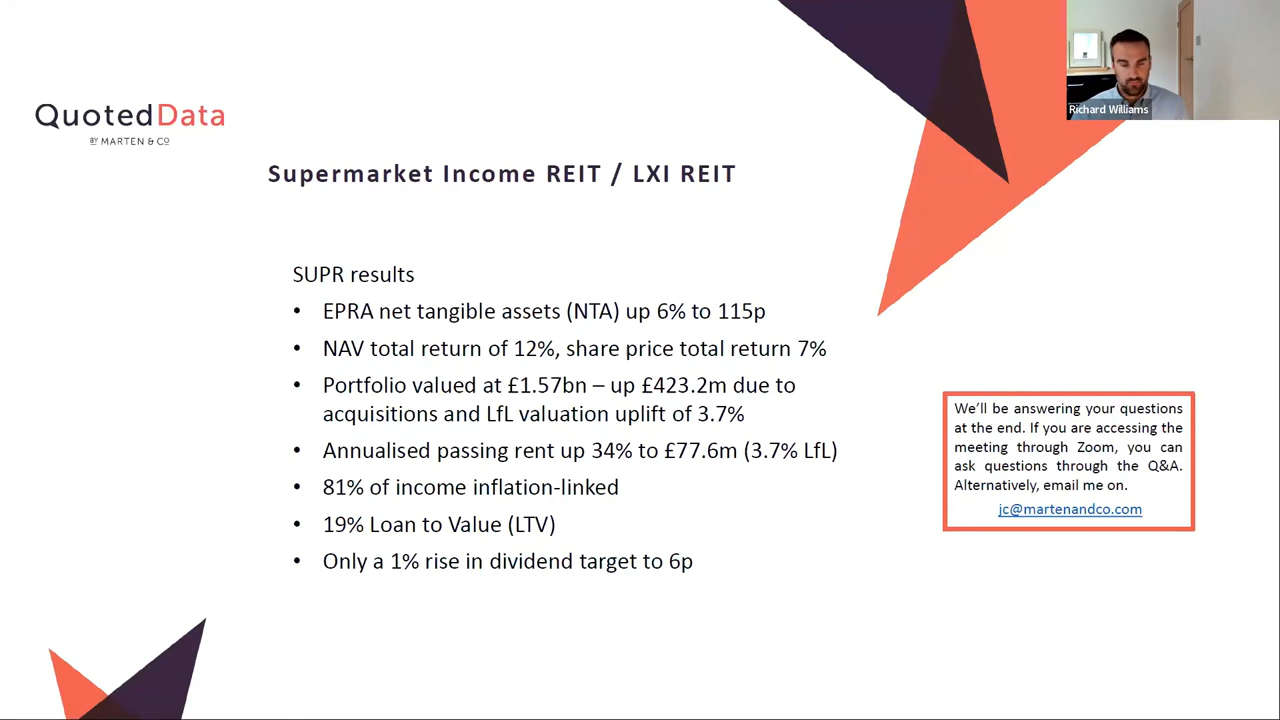 QuotedData
BY MARTEN & CO
Richard Williams
Supermarket Income REIT / LXI REIT
SUPR results
• EPRA net tangible assets (NTA) up 6% to 115p
• NAV total return of 12%, share price total return 7%
• Portfolio valued at £1.57bn – up £423.2m due to
acquisitions and LfL valuation uplift of 3.7%
• Annualised passing rent up 34% to £77.6m (3.7% LfL)
• 81% of income inflation-linked
• 19% Loan to Value (LTV)
• Only a 1% rise in dividend target to 6p
We’ll be answering your questions
at the end. If you are accessing the
meeting through Zoom, you can
ask questions through the Q&A.
Alternatively, email me on.
jc@martenandco.com